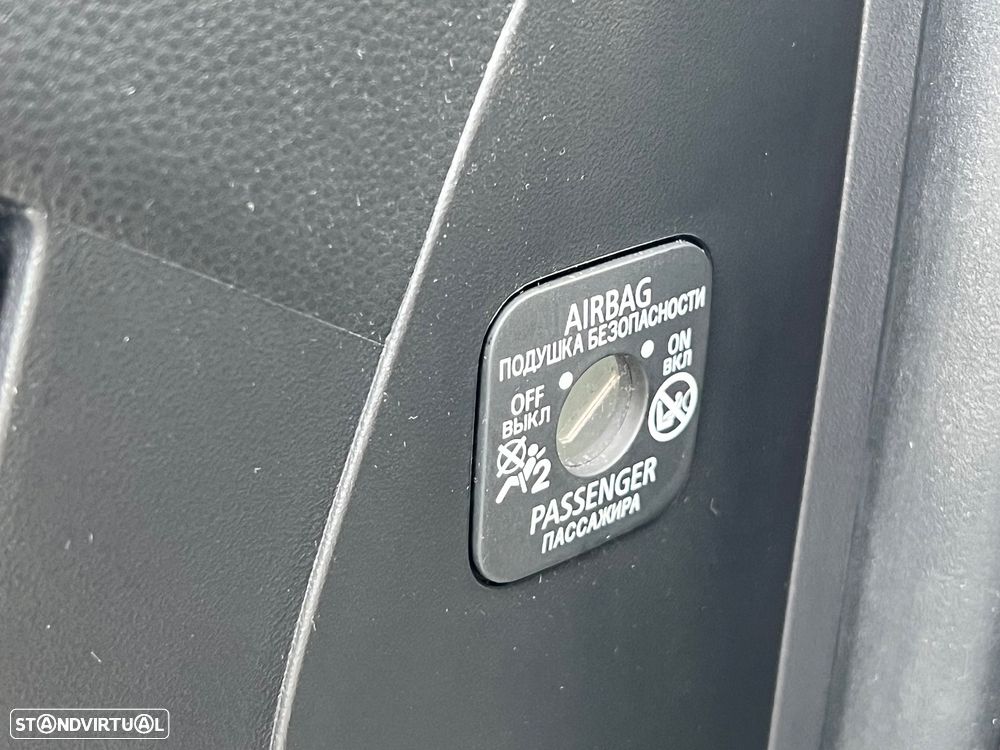 AIRBAG
ПОДУШКА БЕЗОПАСНОСТИ
OFF
ВЫКЛ
ON
ВКЛ
2
PASSENGER
ПАССАЖИРА
STANDVIRTUAL